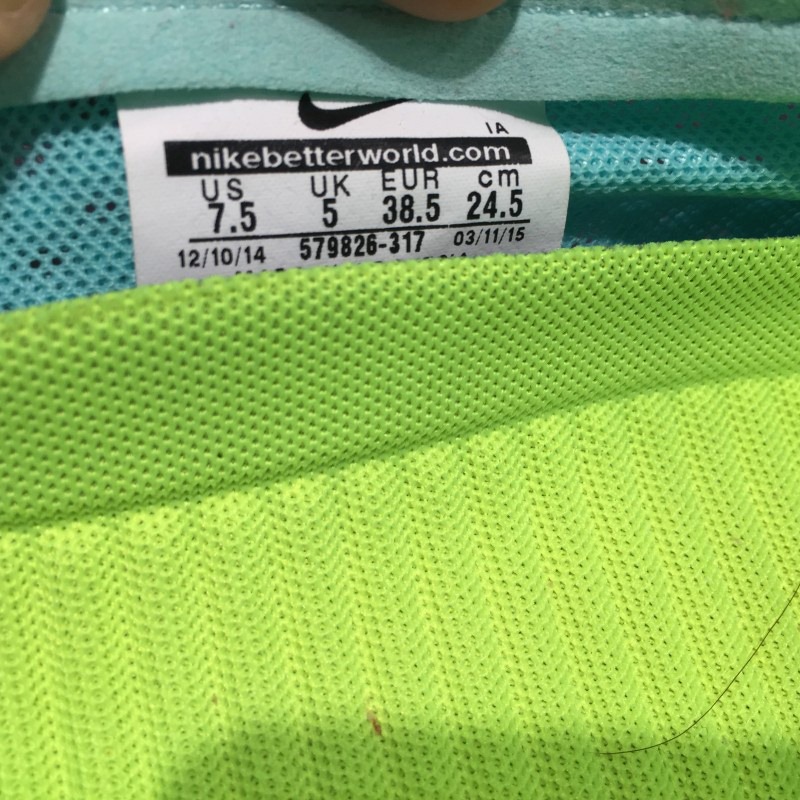 IA
nikebetterworld.com
US UK EUR cm
7.5 5 38.5 24.5
12/10/14 579826-317 03/11/15